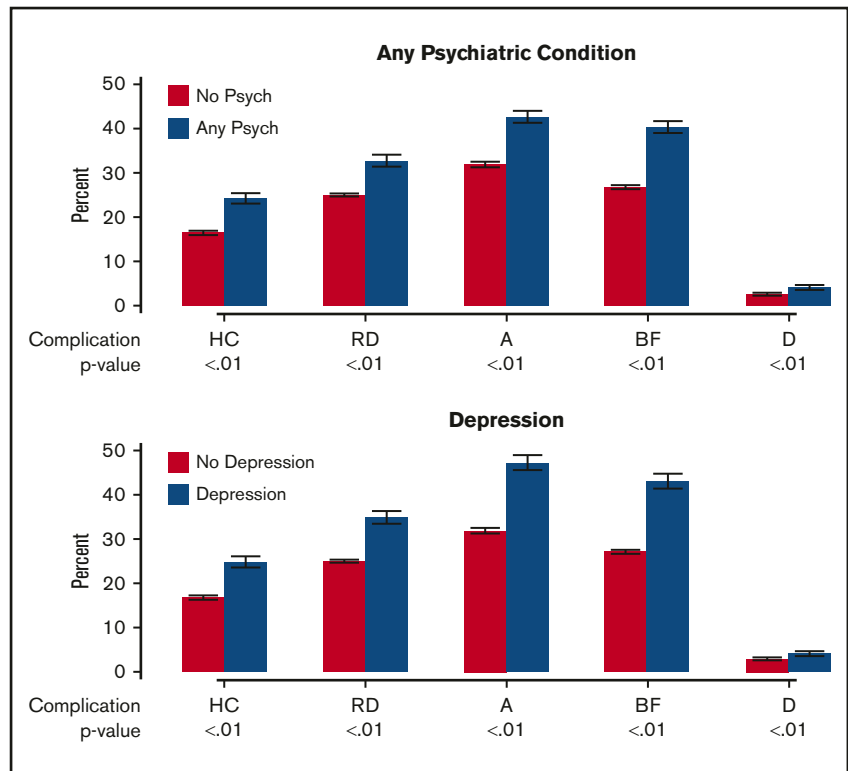 Any Psychiatric Condition
50
40
30
20
10
0
Percent
No Psych
Any Psych
Complication HC RD A BF D
p-value <.01 <.01 <.01 <.01 <.01
Depression
50
40
30
20
10
0
Percent
No Depression
Depression
Complication HC RD A BF D
p-value <.01 <.01 <.01 <.01 <.01